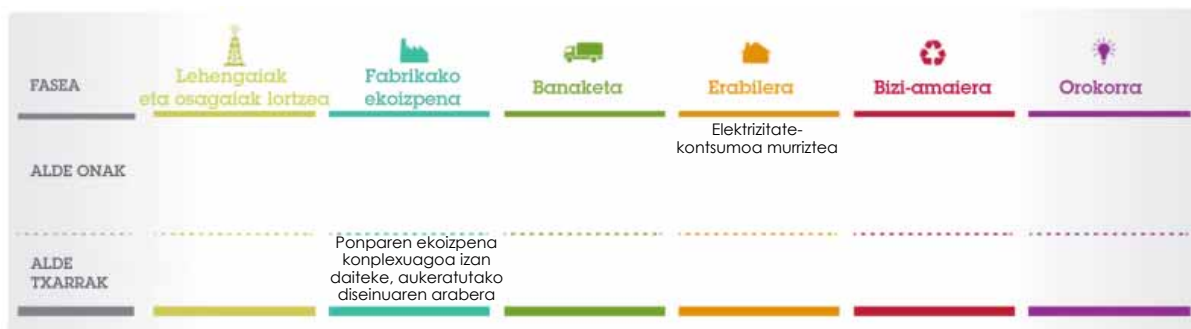 FASEA
Lehengaiak
eta osagaiak lortzea
Fabrikako
ekoizpena
Banaketa
Erabilera
Bizi-amaiera
Orokorra
ALDE ONAK
Elektrizitate-
kontsumoa murriztea
ALDE
TXARRAK
Ponparen ekoizpena
konplexuagoa izan
daiteke, aukeratutako
diseinuaren arabera